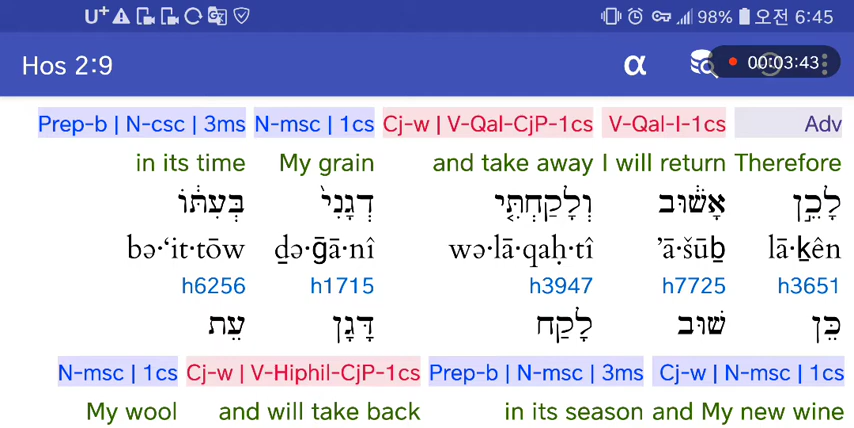 U+ 98% 오전 6:45
Hos 2:9 α 00:03:43
Prep-b | N-csc | 3ms N-msc | 1cs Cj-w | V-Qal-CjP-1cs V-Qal-I-1cs Adv
in its time My grain and take away I will return Therefore
לָכֵ֣ן אָשׁ֔וּב וְלָקַחְתִּ֤י דְגָנִי֙ בְּעִתּ֔וֹ
bə·‘it·tōw ḏə·ḡā·nî wə·lā·qaḥ·tî ’ā·šūḇ lā·ḵên
h6256 h1715 h3947 h7725 h3651
כֵּן שׁוּב לָקַח דָּגָן עֵת
N-msc | 1cs Cj-w | V-Hiphil-CjP-1cs Prep-b | N-msc | 3ms Cj-w | N-msc | 1cs
My wool and will take back in its season and My new wine